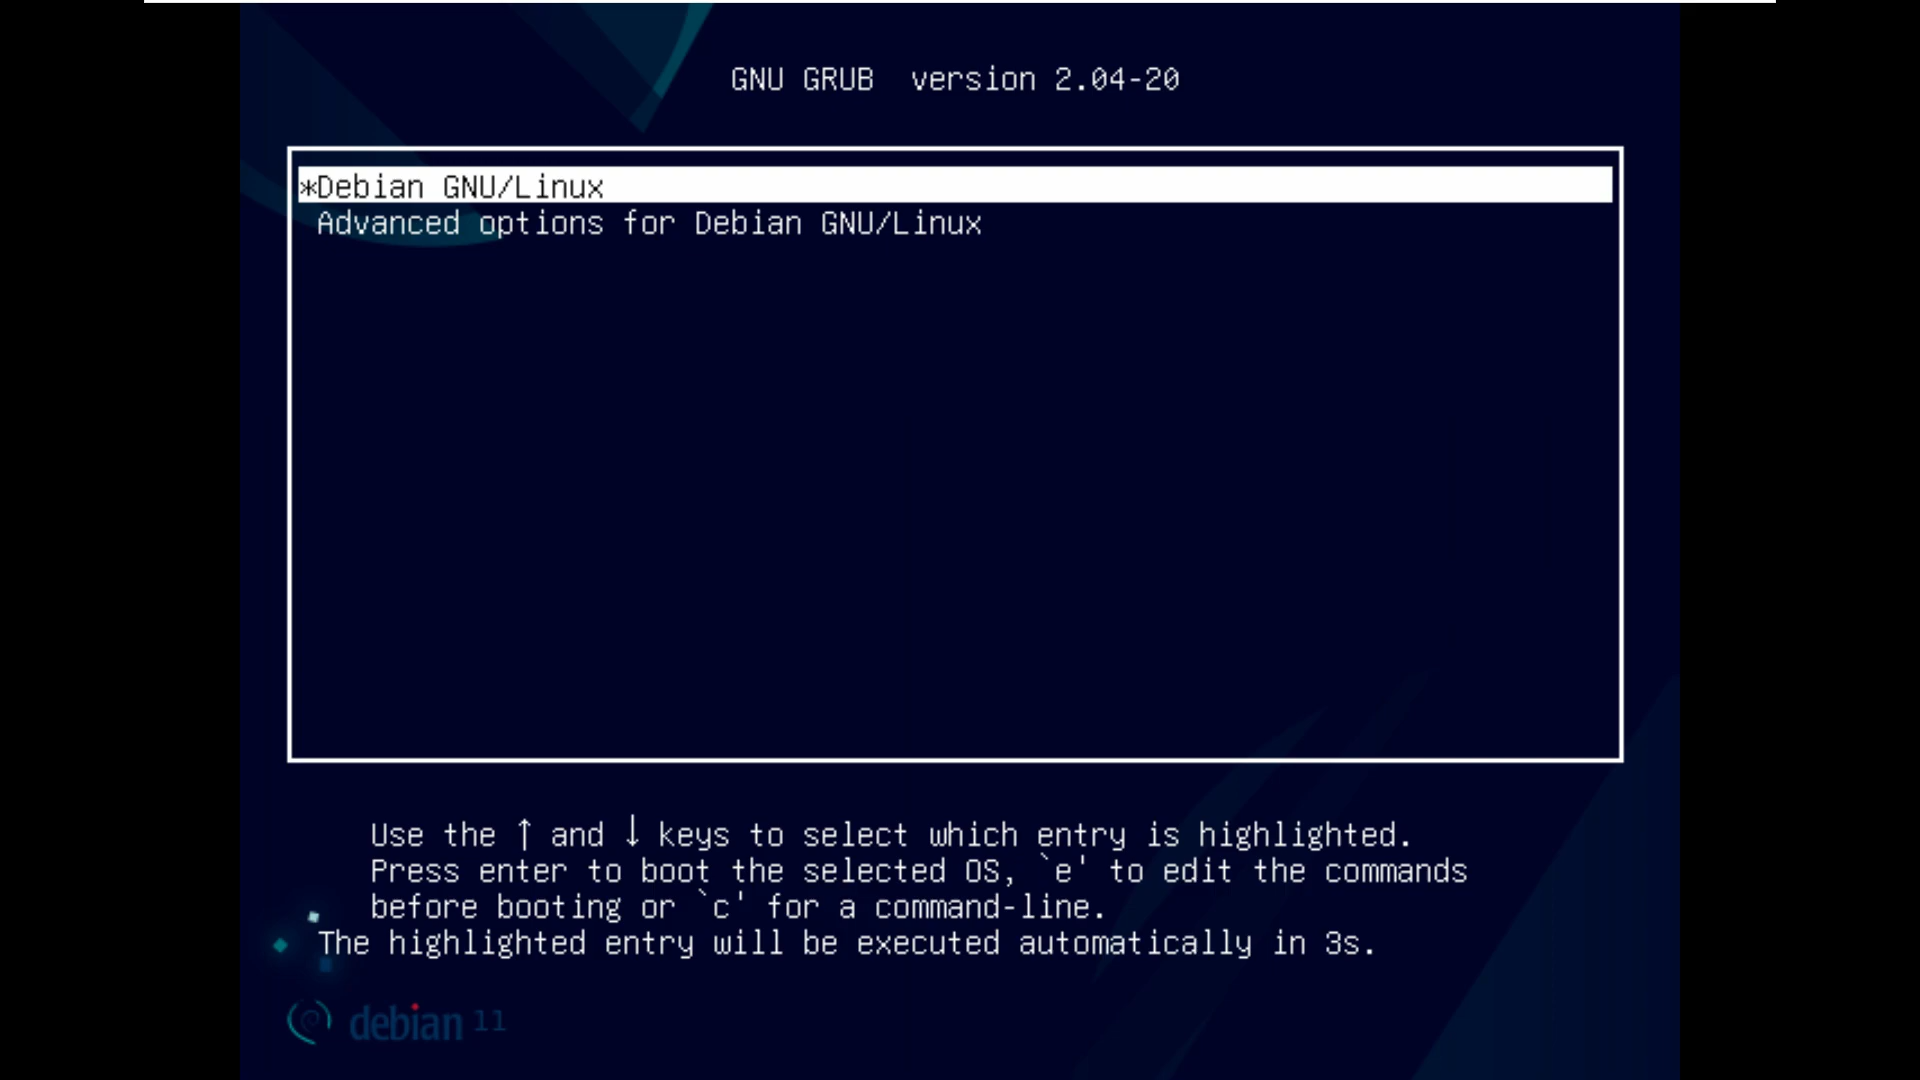 GNU GRUB  version 2.04-20
*Debian GNU/Linux
Advanced options for Debian GNU/Linux
Use the ↑ and ↓ keys to select which entry is highlighted.
Press enter to boot the selected OS, `e' to edit the commands
before booting or `c' for a command-line.
The highlighted entry will be executed automatically in 3s.
debian 11